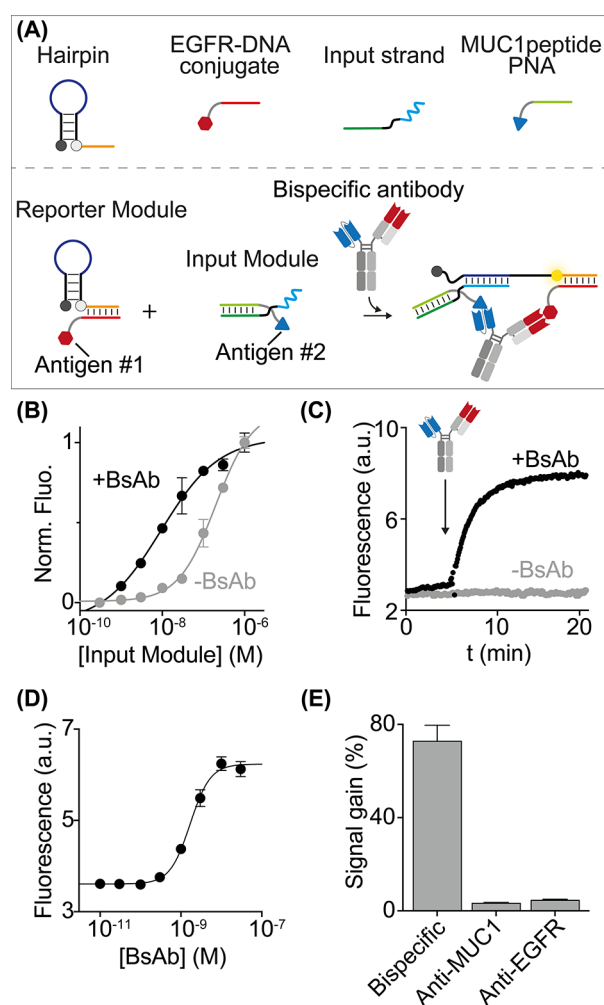 (A)
Hairpin
EGFR-DNA
conjugate
Input strand
MUC1peptide
PNA
Bispecific antibody
Reporter Module
Input Module
+
Antigen #1
Antigen #2
(B)
Norm. Fluo.
1
0
+BsAb
-BsAb
10⁻¹⁰ 10⁻⁸ 10⁻⁶
[Input Module] (M)
(C)
Fluorescence (a.u.)
10
6
2
+BsAb
-BsAb
0 10 20
t (min)
(D)
Fluorescence (a.u.)
7
5
3
10⁻¹¹ 10⁻⁹ 10⁻⁷
[BsAb] (M)
(E)
Signal gain (%)
80
40
0
Bispecific
Anti-MUC1
Anti-EGFR